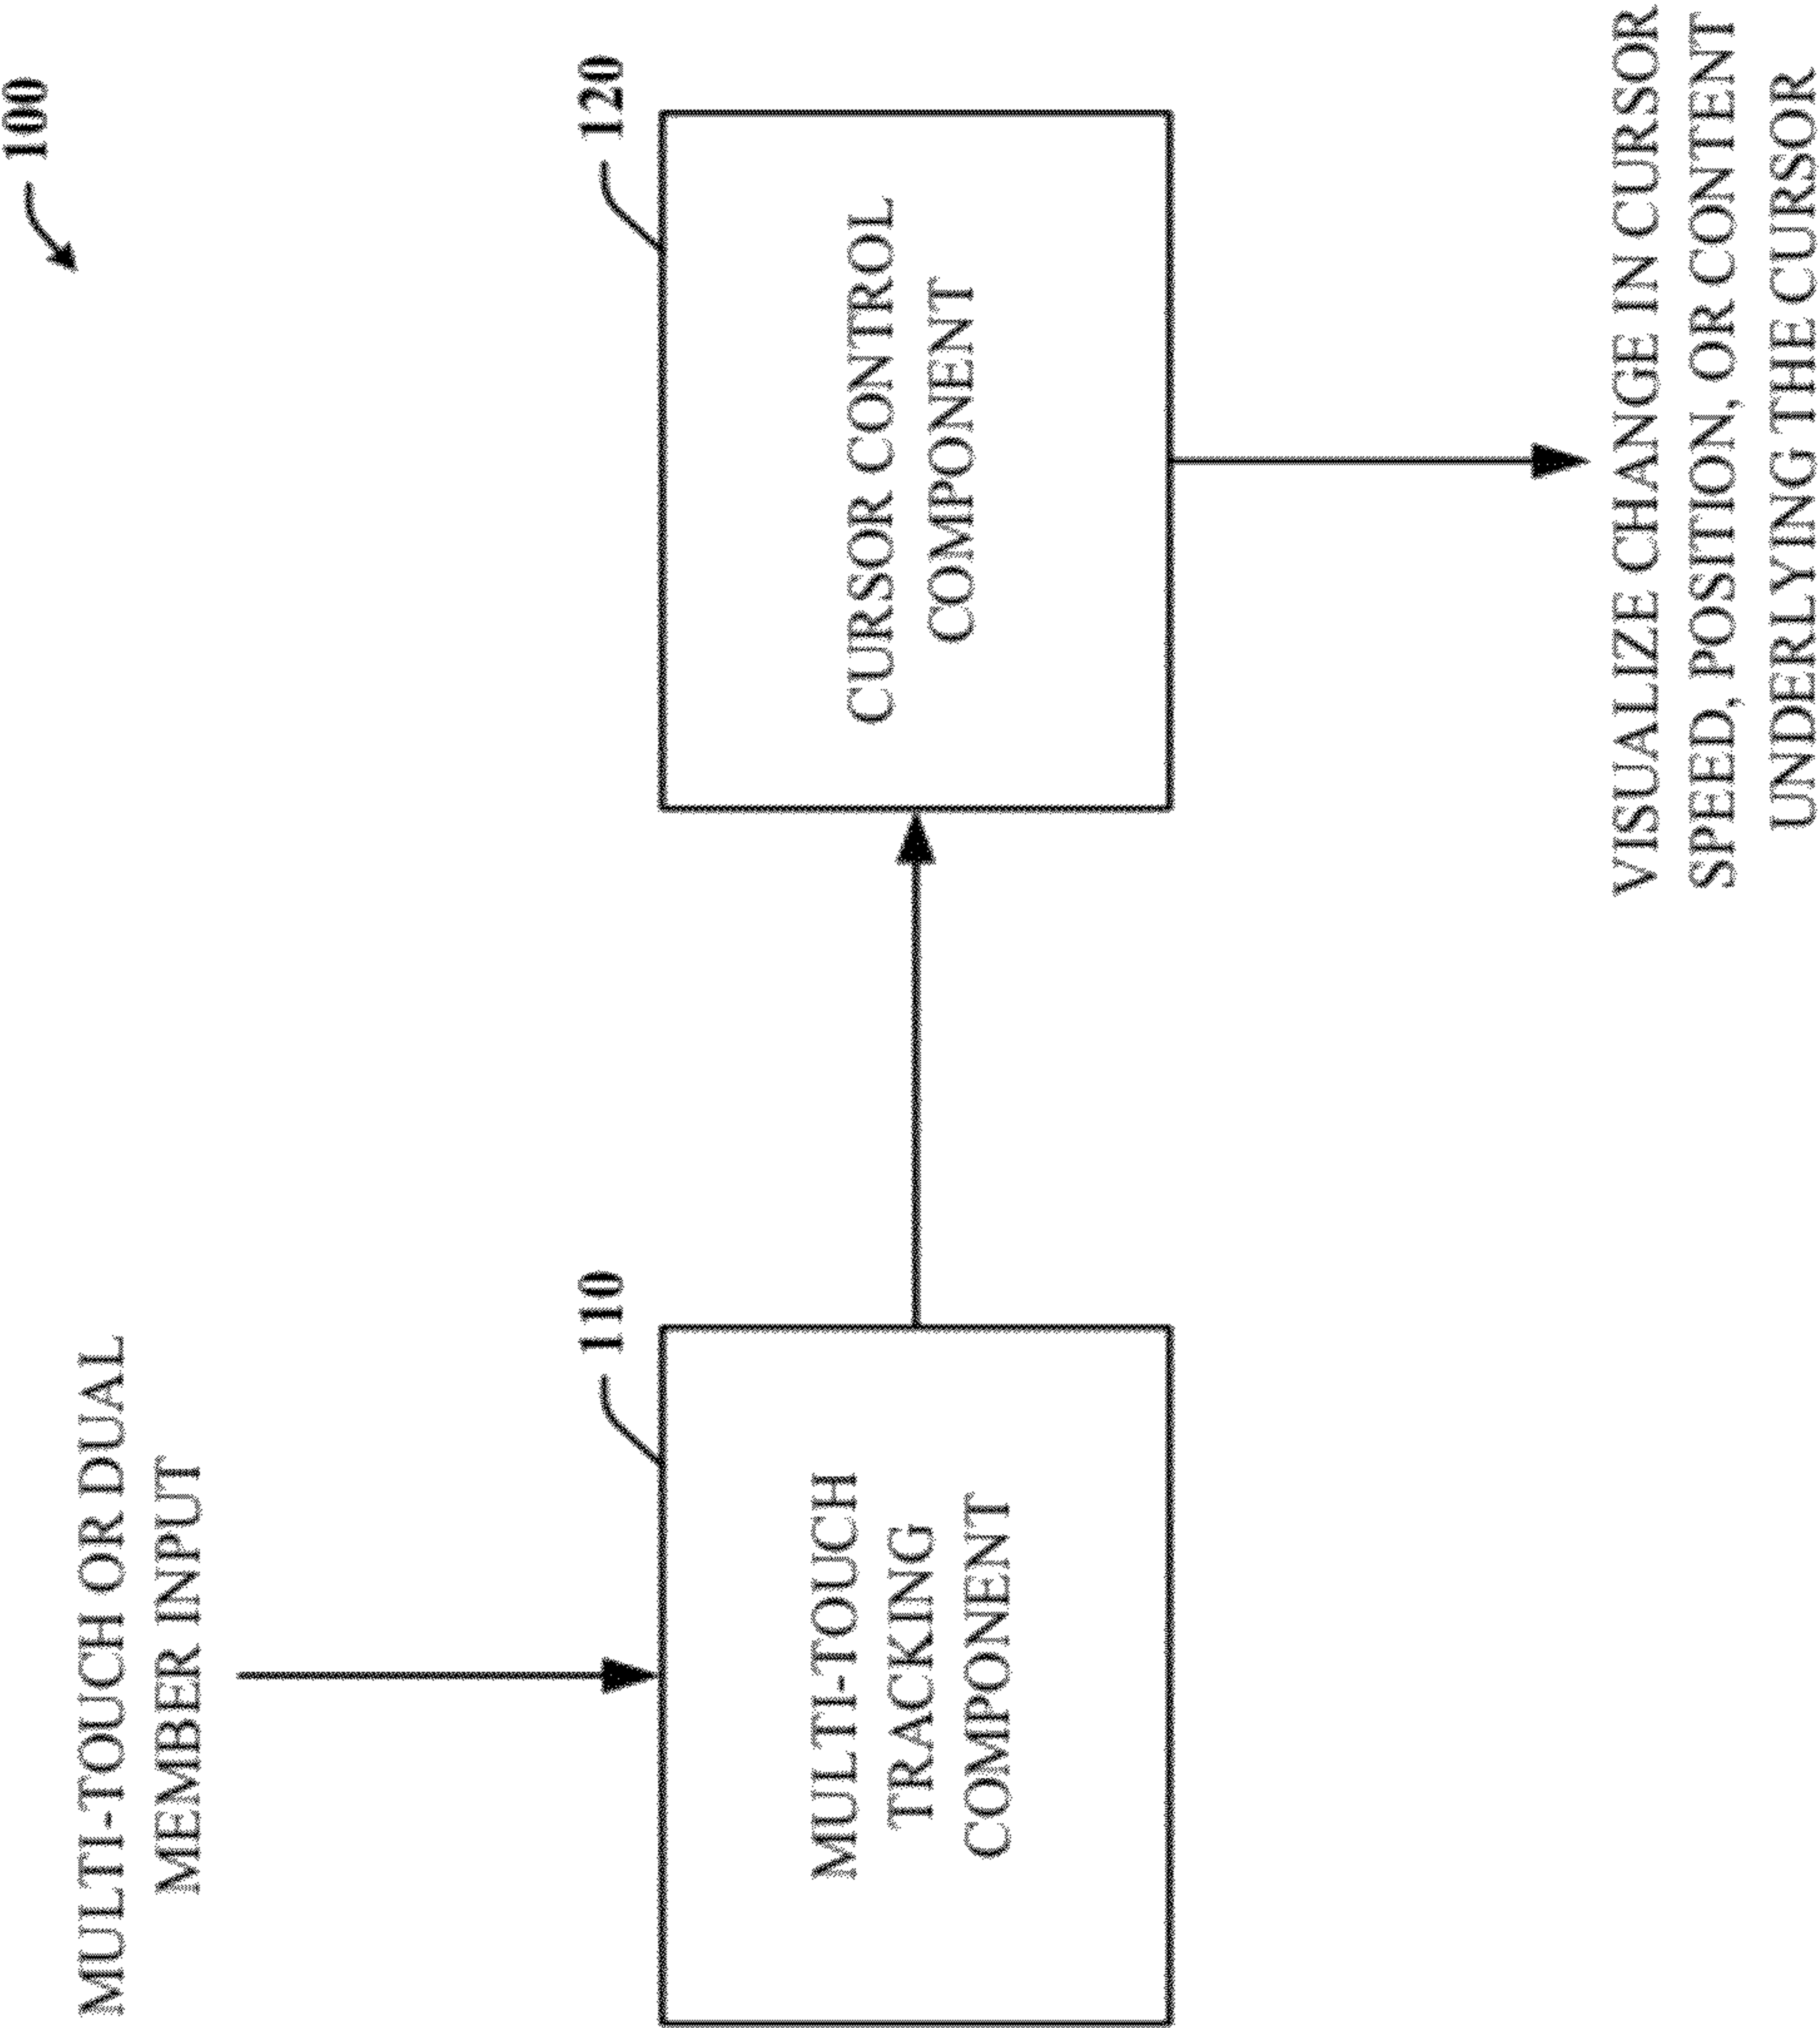 100
MULTI-TOUCH OR DUAL
MEMBER INPUT
110
MULTI-TOUCH
TRACKING
COMPONENT
120
CURSOR CONTROL
COMPONENT
VISUALIZE CHANGE IN CURSOR
SPEED, POSITION, OR CONTENT
UNDERLYING THE CURSOR